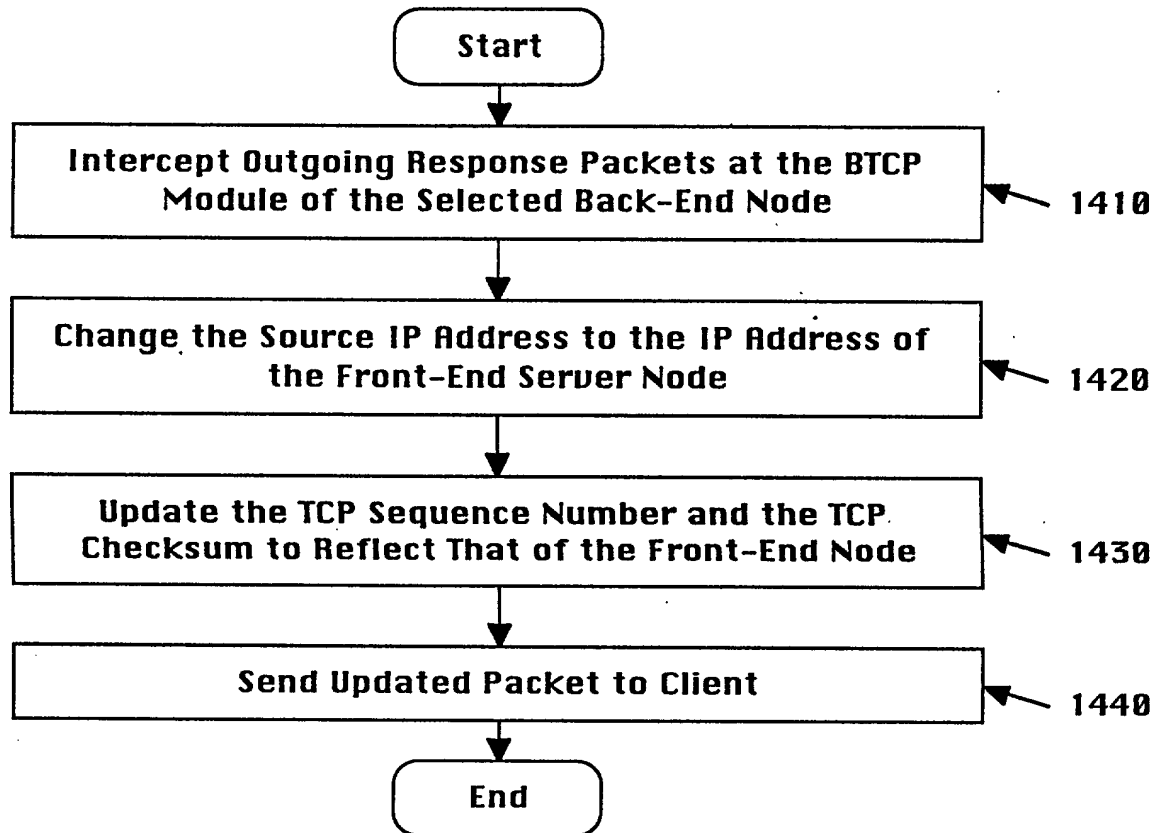 Start
Intercept Outgoing Response Packets at the BTCP
Module of the Selected Back-End Node
1410
Change the Source IP Address to the IP Address of
the Front-End Server Node
1420
Update the TCP Sequence Number and the TCP
Checksum to Reflect That of the Front-End Node
1430
Send Updated Packet to Client
1440
End